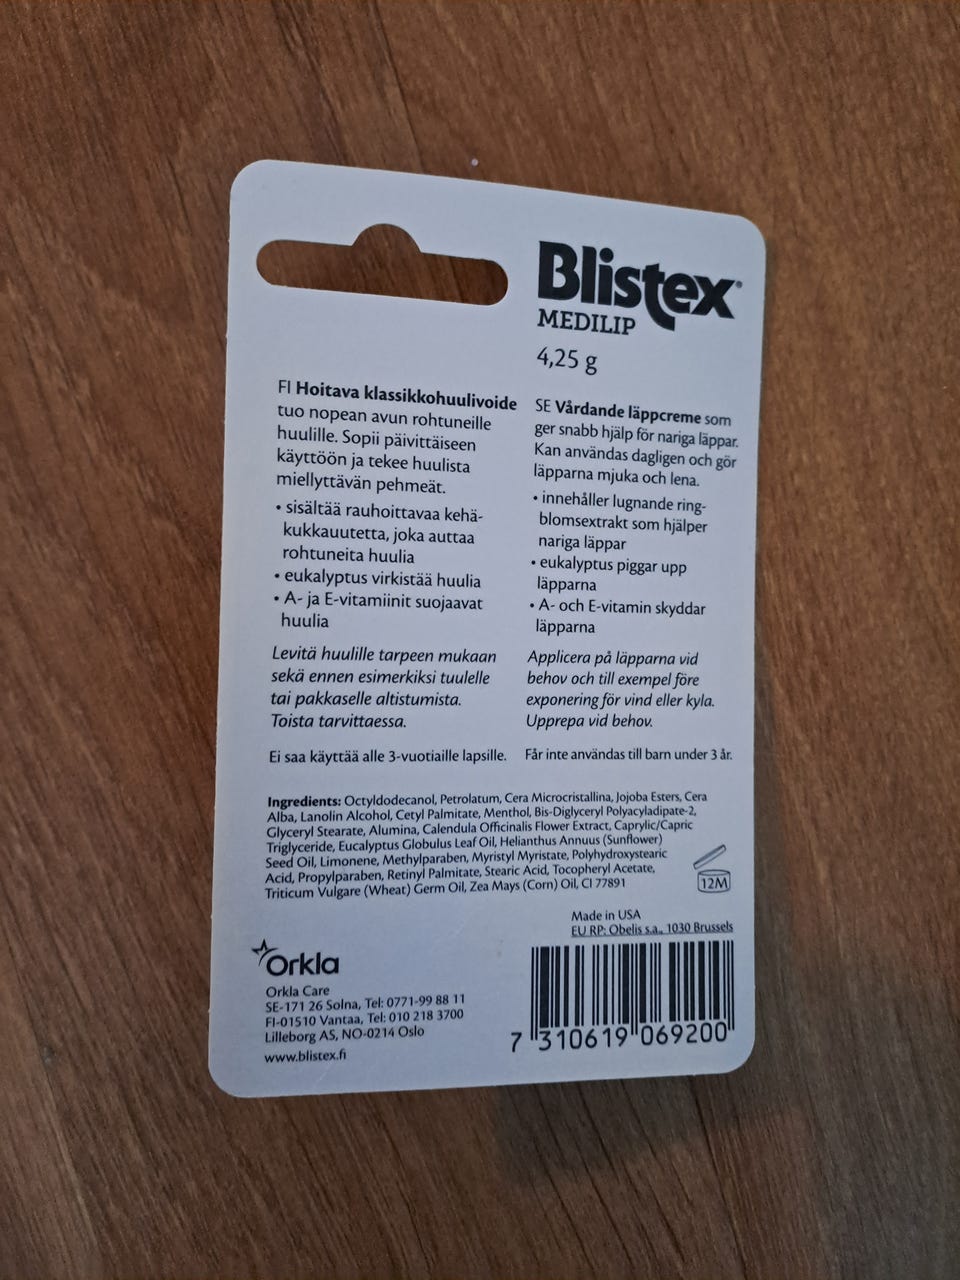 Blistex®
MEDILIP
4,25 g
FI Hoitava klassikkohuulivoide
tuo nopean avun rohtuneille
huulille. Sopii päivittäiseen
käyttöön ja tekee huulista
miellyttävän pehmeät.
• sisältää rauhoittavaa kehä-
kukkauutetta, joka auttaa
rohtuneita huulia
• eukalyptus virkistää huulia
• A- ja E-vitamiinit suojaavat
huulia
Levitä huulille tarpeen mukaan
sekä ennen esimerkiksi tuulelle
tai pakkaselle altistumista.
Toista tarvittaessa.
Ei saa käyttää alle 3-vuotiaille lapsille.
SE Vårdande läppcreme som
ger snabb hjälp för nariga läppar.
Kan användas dagligen och gör
läpparna mjuka och lena.
• innehåller lugnande ring-
blomsextrakt som hjälper
nariga läppar
• eukalyptus piggar upp
läpparna
• A- och E-vitamin skyddar
läpparna
Applicera på läpparna vid
behov och till exempel före
exponering för vind eller kyla.
Upprepa vid behov.
Får inte användas till barn under 3 år.
Ingredients: Octyldodecanol, Petrolatum, Cera Microcristallina, Jojoba Esters, Cera
Alba, Lanolin Alcohol, Cetyl Palmitate, Menthol, Bis-Diglyceryl Polyacyladipate-2,
Glyceryl Stearate, Alumina, Calendula Officinalis Flower Extract, Caprylic/Capric
Triglyceride, Eucalyptus Globulus Leaf Oil, Helianthus Annuus (Sunflower)
Seed Oil, Limonene, Methylparaben, Myristyl Myristate, Polyhydroxystearic
Acid, Propylparaben, Retinyl Palmitate, Stearic Acid, Tocopheryl Acetate,
Triticum Vulgare (Wheat) Germ Oil, Zea Mays (Corn) Oil, CI 77891
12M
Made in USA
EU RP: Obelis s.a., 1030 Brussels
Orkla
Orkla Care
SE-171 26 Solna, Tel: 0771-99 88 11
FI-01510 Vantaa, Tel: 010 218 3700
Lilleborg AS, NO-0214 Oslo
www.blistex.fi
7 310619 069200